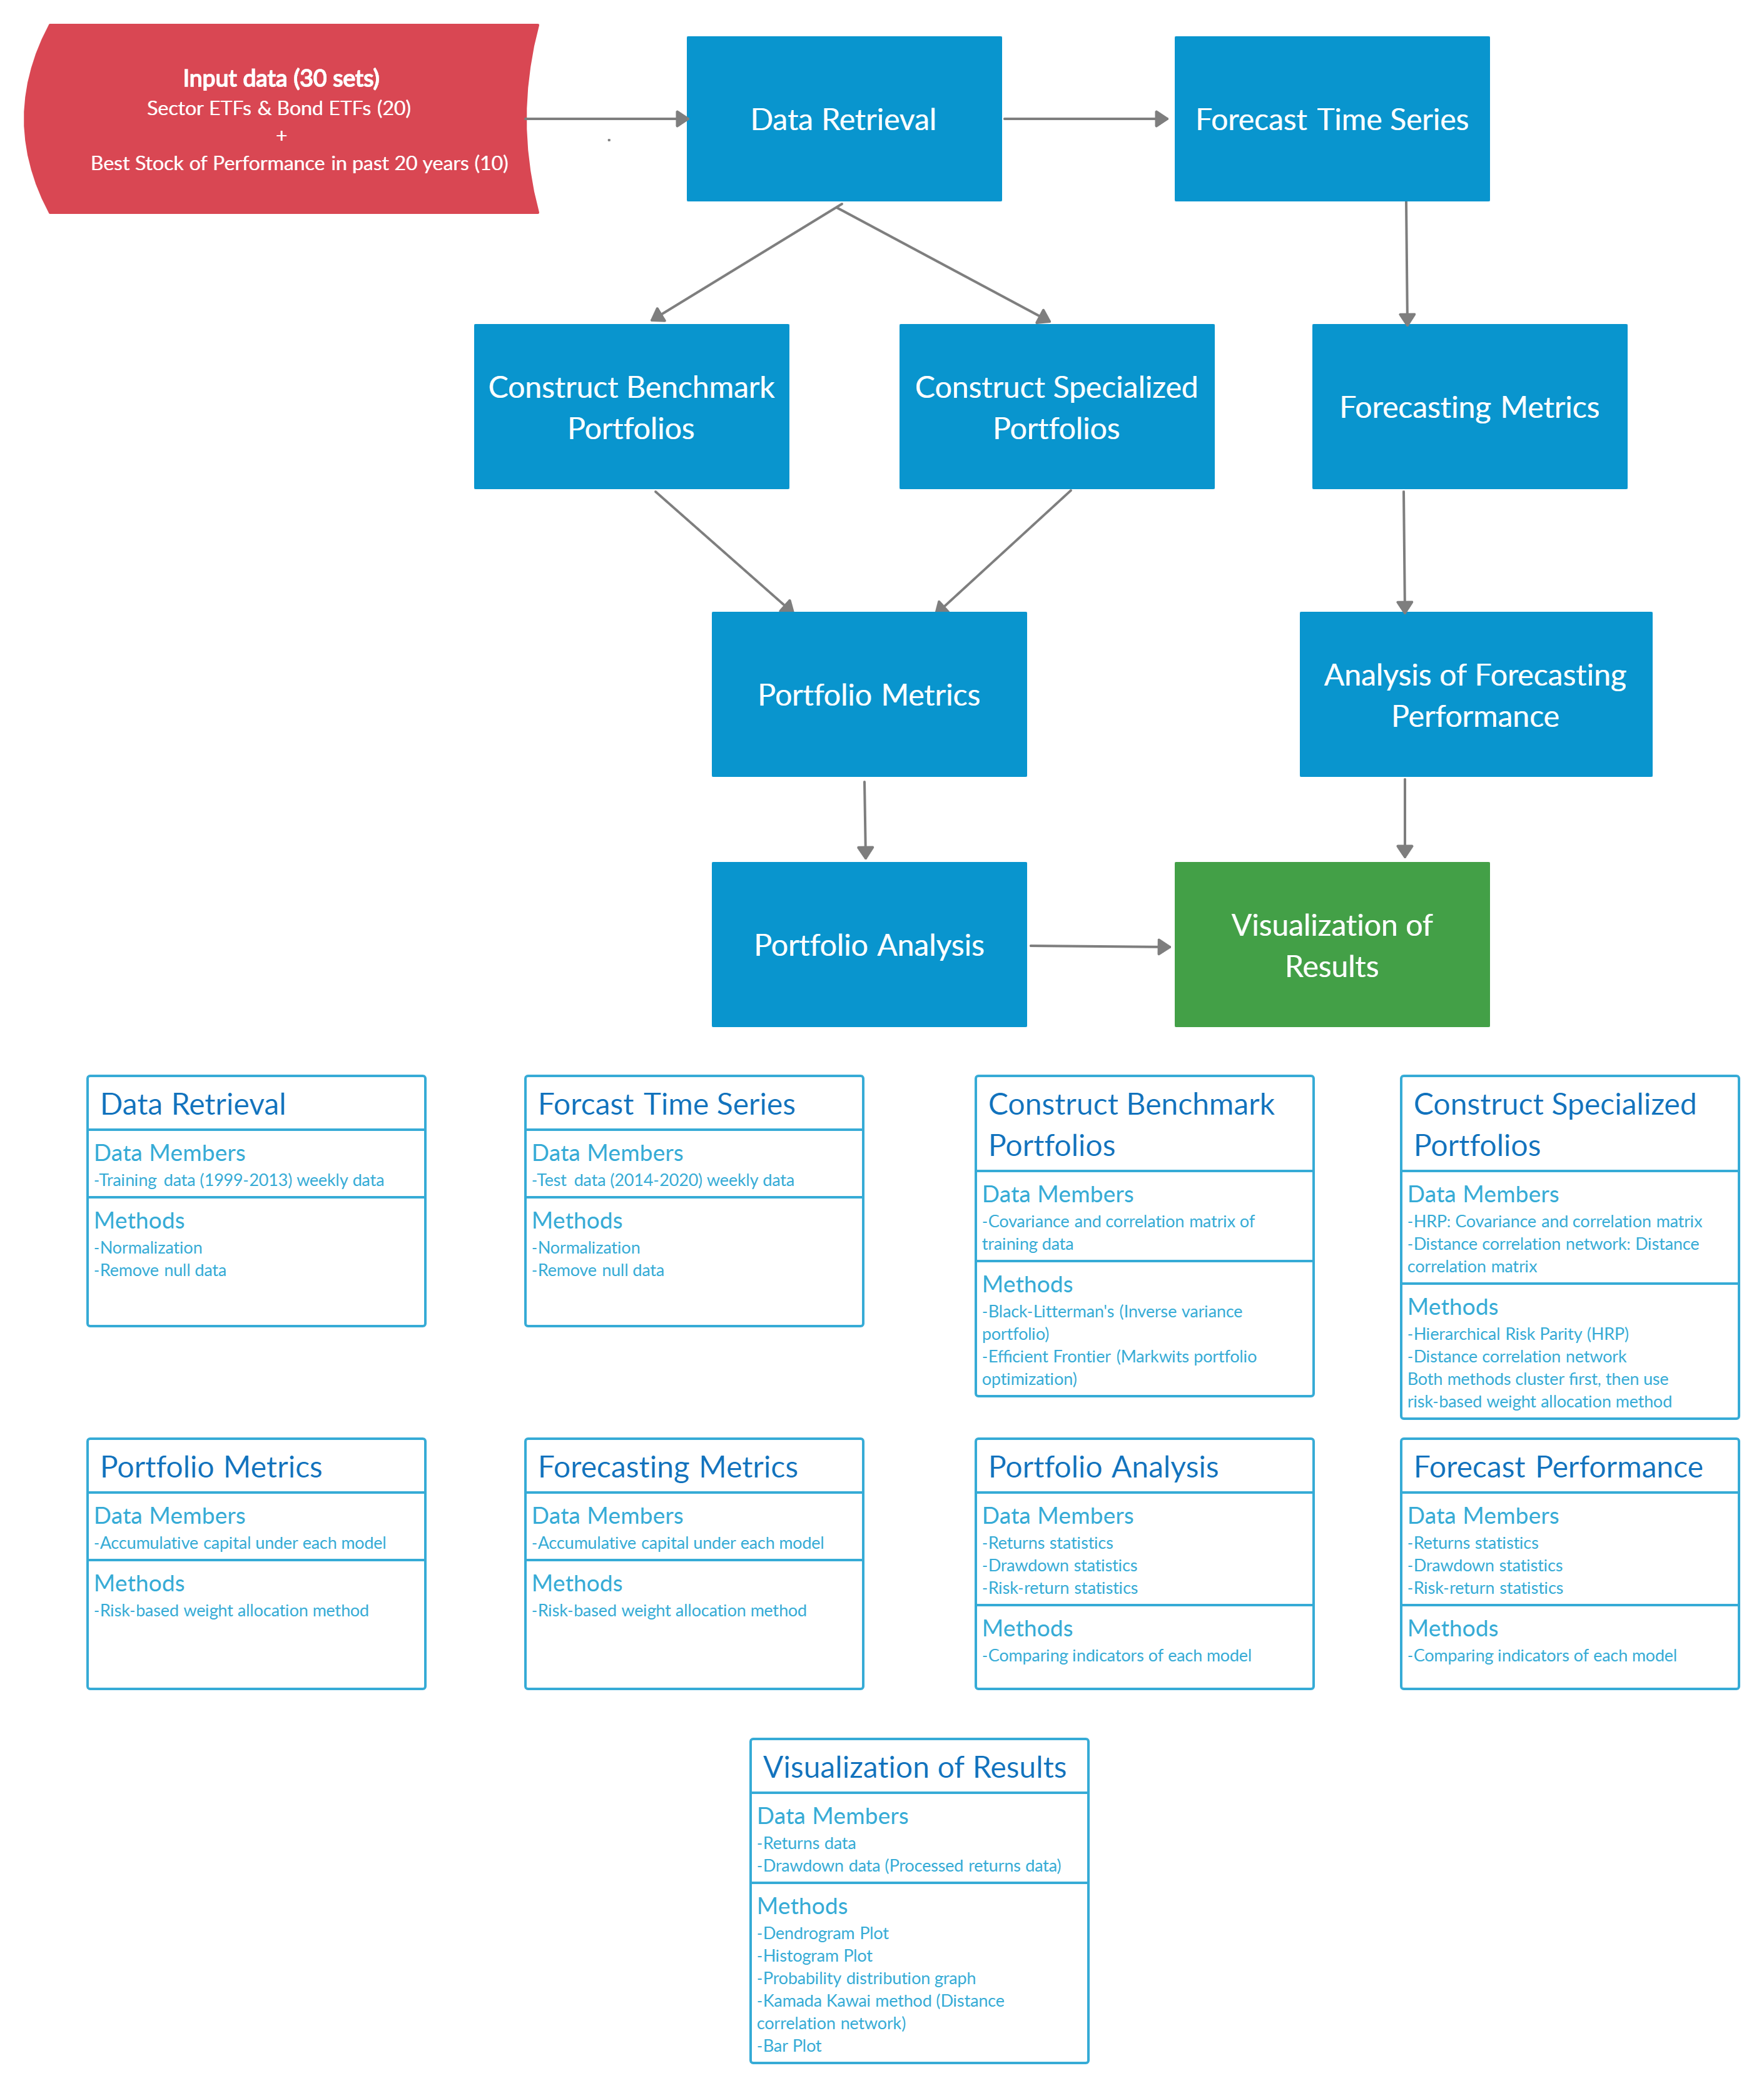 Input data (30 sets)
Sector ETFs & Bond ETFs (20)
+
Best Stock of Performance in past 20 years (10)
Data Retrieval
Forecast Time Series
Construct Benchmark
Portfolios
Construct Specialized
Portfolios
Forecasting Metrics
Portfolio Metrics
Analysis of Forecasting
Performance
Portfolio Analysis
Visualization of
Results
Data Retrieval
Data Members
-Training data (1999-2013) weekly data
Methods
-Normalization
-Remove null data
Forcast Time Series
Data Members
-Test data (2014-2020) weekly data
Methods
-Normalization
-Remove null data
Construct Benchmark
Portfolios
Data Members
-Covariance and correlation matrix of
training data
Methods
-Black-Litterman's (Inverse variance
portfolio)
-Efficient Frontier (Markwits portfolio
optimization)
Construct Specialized
Portfolios
Data Members
-HRP: Covariance and correlation matrix
-Distance correlation network: Distance
correlation matrix
Methods
-Hierarchical Risk Parity (HRP)
-Distance correlation network
Both methods cluster first, then use
risk-based weight allocation method
Portfolio Metrics
Data Members
-Accumulative capital under each model
Methods
-Risk-based weight allocation method
Forecasting Metrics
Data Members
-Accumulative capital under each model
Methods
-Risk-based weight allocation method
Portfolio Analysis
Data Members
-Returns statistics
-Drawdown statistics
-Risk-return statistics
Methods
-Comparing indicators of each model
Forecast Performance
Data Members
-Returns statistics
-Drawdown statistics
-Risk-return statistics
Methods
-Comparing indicators of each model
Visualization of Results
Data Members
-Returns data
-Drawdown data (Processed returns data)
Methods
-Dendrogram Plot
-Histogram Plot
-Probability distribution graph
-Kamada Kawai method (Distance
correlation network)
-Bar Plot